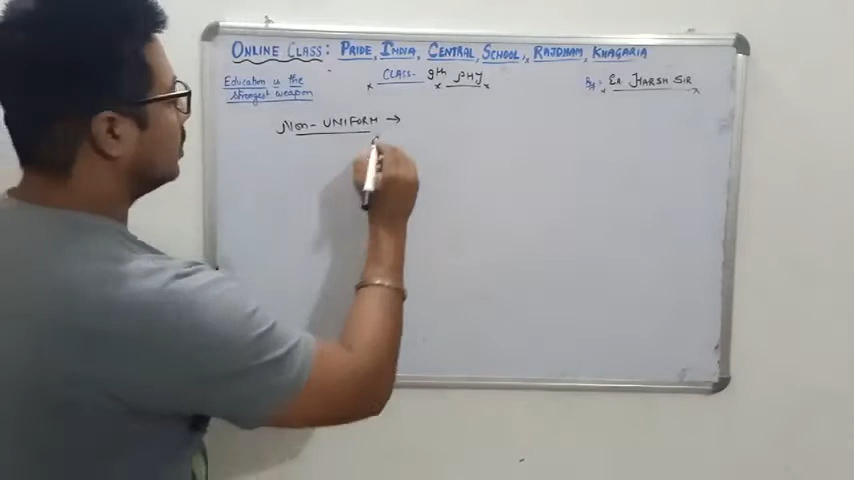 ONLINE CLASS: PRIDE INDIA, CENTRAL SCHOOL, RAJDHAM, KHAGARIA
EDUCATION is the strongest weapon
CLASS- 9th PHY
By:- Er. HARSH SIR
NON-UNIFORM →